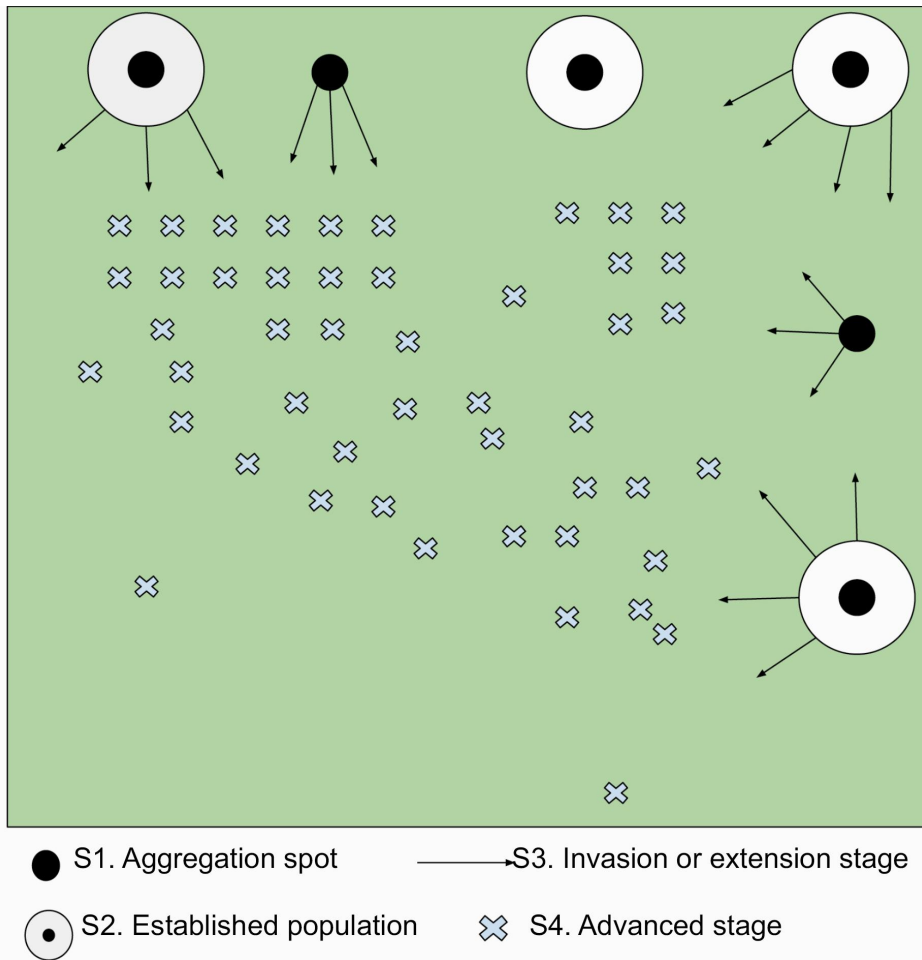 S1. Aggregation spot
S3. Invasion or extension stage
S2. Established population
S4. Advanced stage